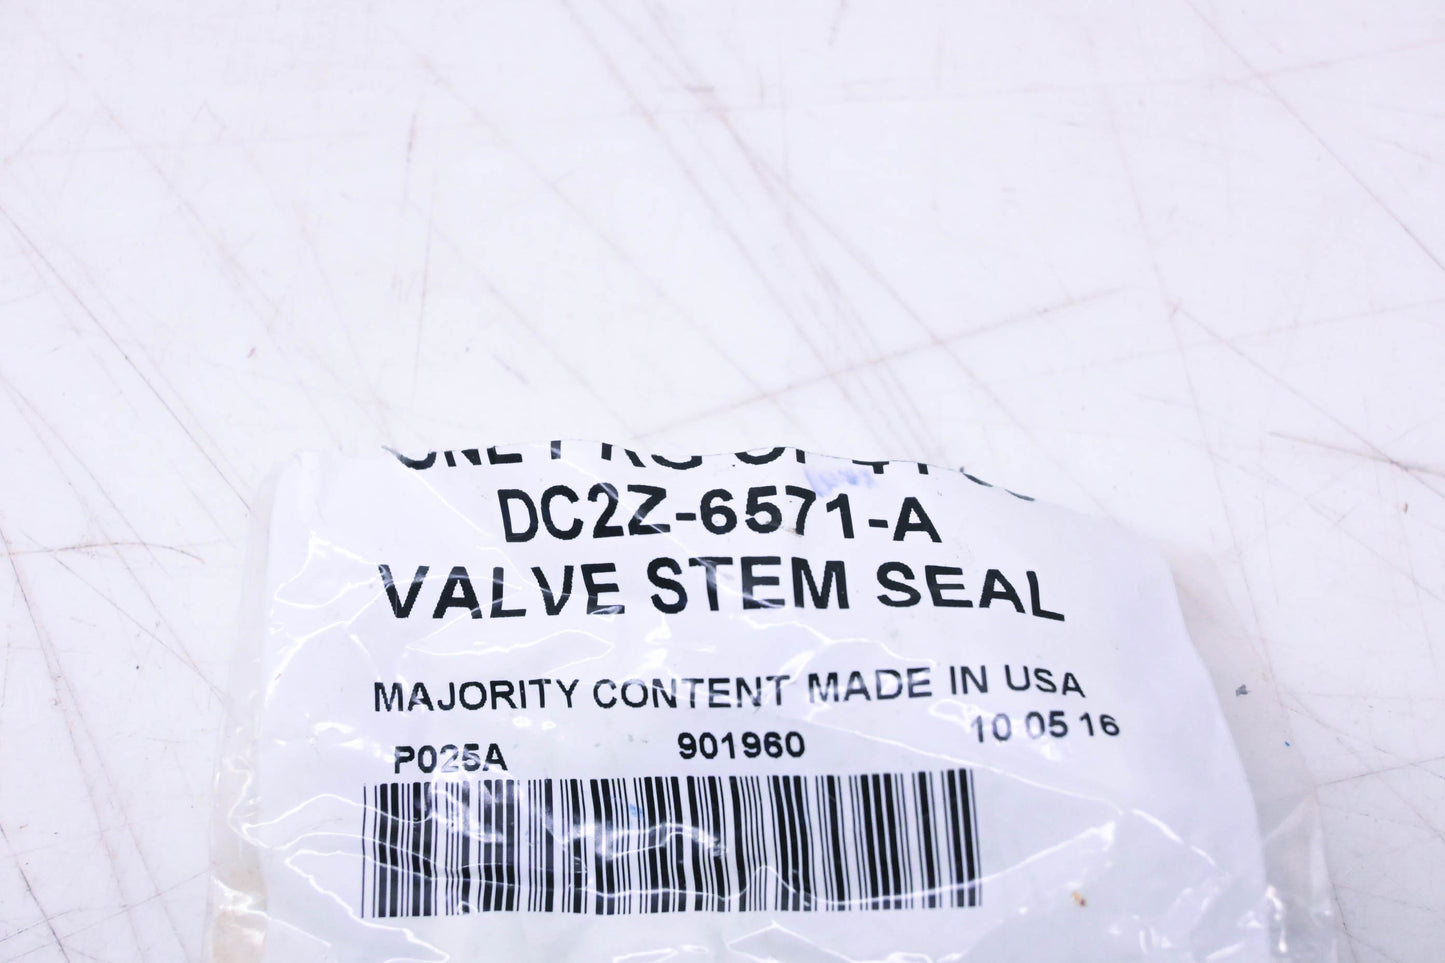 DC2Z-6571-A
VALVE STEM SEAL
MAJORITY CONTENT MADE IN USA
P025A 901960 10 05 16